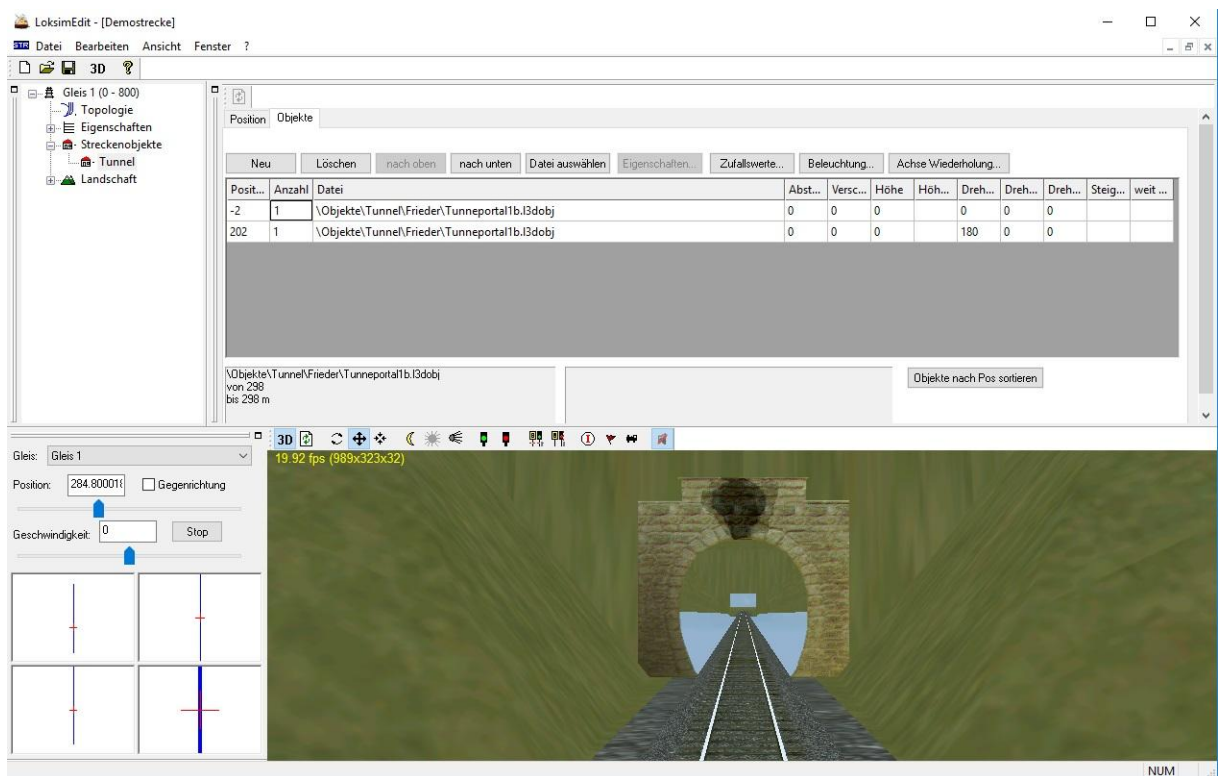 LoksimEdit - [Demostrecke]
STR Datei Bearbeiten Ansicht Fenster ?
3D ?
Gleis 1 (0 - 800)
Topologie
Eigenschaften
Streckenobjekte
Tunnel
Landschaft
Position Objekte
Neu Löschen nach oben nach unten Datei auswählen Eigenschaften... Zufallswerte... Beleuchtung... Achse Wiederholung...
Posit... Anzahl Datei Abst... Versc... Höhe Höh... Dreh... Dreh... Dreh... Steig... weit ...
-2 1 \Objekte\Tunnel\Frieder\Tunneportal1b.l3dobj 0 0 0 0 0 0
202 1 \Objekte\Tunnel\Frieder\Tunneportal1b.l3dobj 0 0 0 180 0 0
\Objekte\Tunnel\Frieder\Tunneportal1b.l3dobj
von 298
bis 298 m
Objekte nach Pos sortieren
3D
Gleis: Gleis 1
19.92 fps (989x323x32)
Position: 284.80001 Gegenrichtung
Geschwindigkeit: 0 Stop
NUM